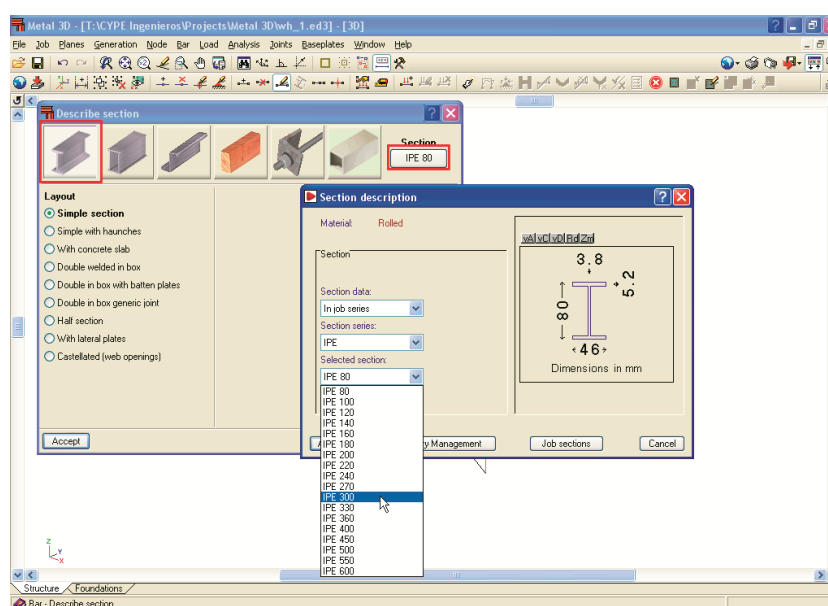 Metal 3D - [T:\CYPE Ingenieros\Projects\Metal 3D\wh_1.ed3] - [3D]
File Job Planes Generation Node Bar Load Analysis Joints Baseplates Window Help
Describe section
Section
IPE 80
Layout
Simple section
Simple with haunches
With concrete slab
Double welded in box
Double in box with batten plates
Double in box generic joint
Half section
With lateral plates
Castellated (web openings)
Accept
Section description
Material: Rolled
Section
Section data:
In job series
Section series:
IPE
Selected section:
IPE 80
IPE 80
IPE 100
IPE 120
IPE 140
IPE 160
IPE 180
IPE 200
IPE 220
IPE 240
IPE 270
IPE 300
IPE 330
IPE 360
IPE 400
IPE 450
IPE 500
IPE 550
IPE 600
3.8
5.2
80
46
Dimensions in mm
Management
Job sections
Cancel
z
Y
x
Structure
Foundations
Bar - Describe section